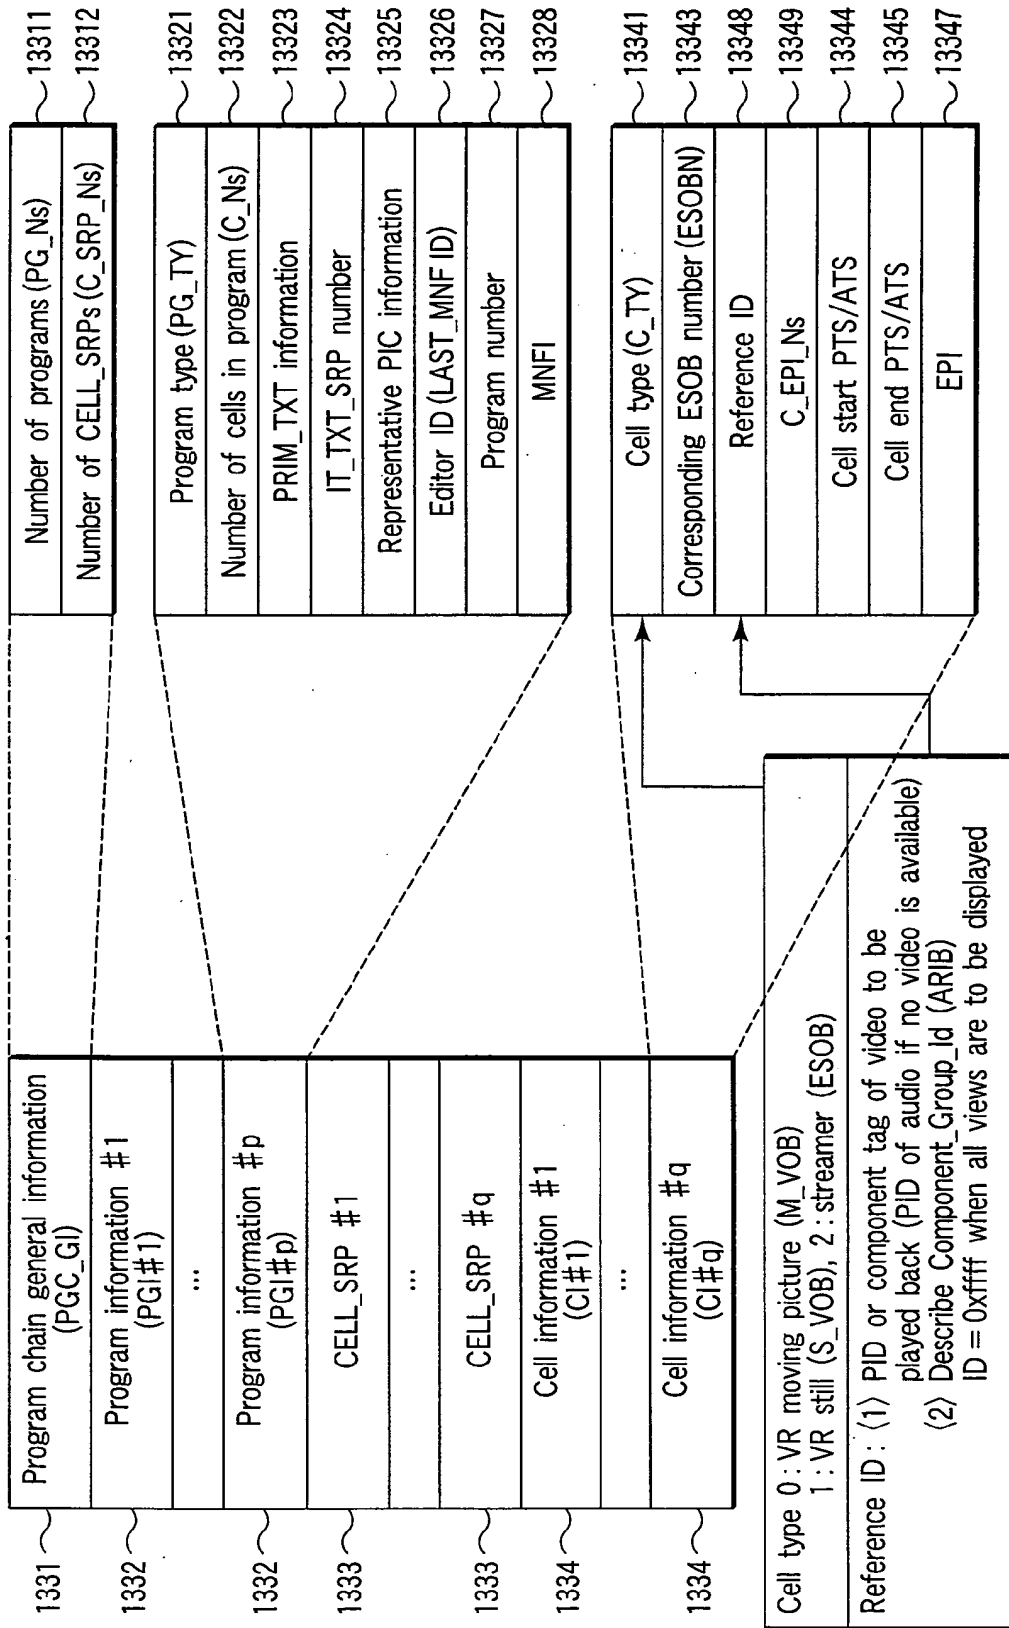 1331
Program chain general information
(PGC_GI)
1332
Program information #1
(PGI#1)
...
1332
Program information #p
(PGI#p)
1333
CELL_SRP #1
...
1333
CELL_SRP #q
1334
Cell information #1
(CI#1)
...
1334
Cell information #q
(CI#q)
Number of programs (PG_Ns)
13311
Number of CELL_SRPs (C_SRP_Ns)
13312
Program type (PG_TY)
13321
Number of cells in program (C_Ns)
13322
PRIM_TXT information
13323
IT_TXT_SRP number
13324
Representative PIC information
13325
Editor ID (LAST_MNF ID)
13326
Program number
13327
MNFI
13328
Cell type (C_TY)
13341
Corresponding ESOB number (ESOBN)
13343
Reference ID
13348
C_EPI_Ns
13349
Cell start PTS/ATS
13344
Cell end PTS/ATS
13345
EPI
13347
Cell type 0 : VR moving picture (M_VOB)
1 : VR still (S_VOB), 2 : streamer (ESOB)
Reference ID : ⟨1⟩ PID or component tag of video to be
played back (PID of audio if no video is available)
⟨2⟩ Describe Component_Group_Id (ARIB)
ID = 0xffff when all views are to be displayed